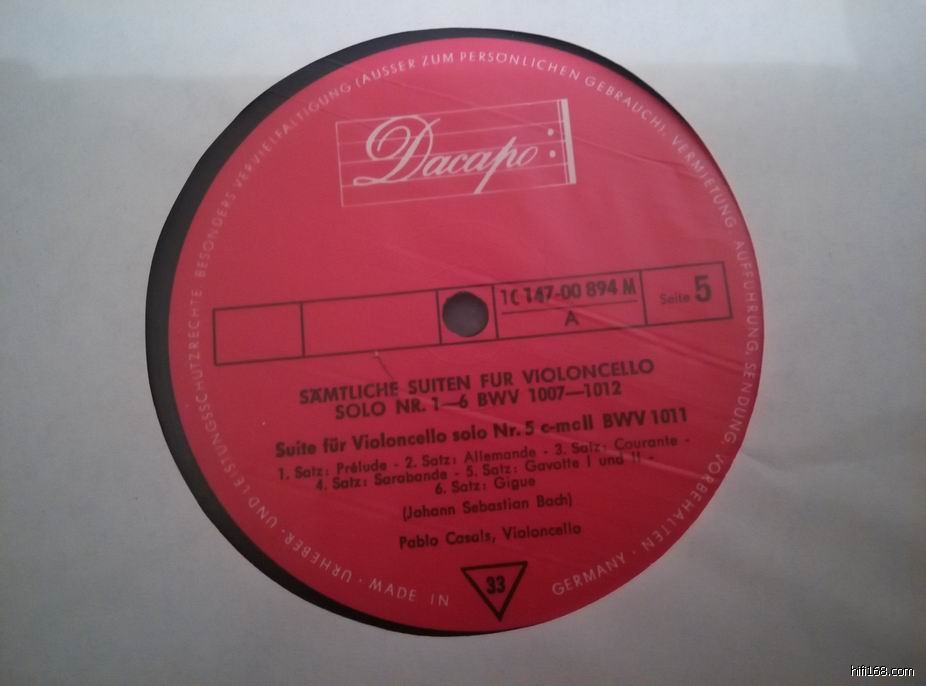 URHEBER- UND LEISTUNGSSCHUTZRECHTE BESONDERS VERVIELFÄLTIGUNG (AUSSER ZUM PERSÖNLICHEN GEBRAUCH), VERMIETUNG AUFFÜHRUNG, SENDUNG, VORBEHALTEN · GERMANY
MADE IN
Dacapo
1C 147-00 894 M
A
Seite 5
SÄMTLICHE SUITEN FÜR VIOLONCELLO
SOLO NR. 1—6 BWV 1007—1012
Suite für Violoncello solo Nr. 5 c-moll BWV 1011
1. Satz: Prélude - 2. Satz: Allemande - 3. Satz: Courante -
4. Satz: Sarabande - 5. Satz: Gavotte I und II -
6. Satz: Gigue
(Johann Sebastian Bach)
Pablo Casals, Violoncello
33
hifi168.com